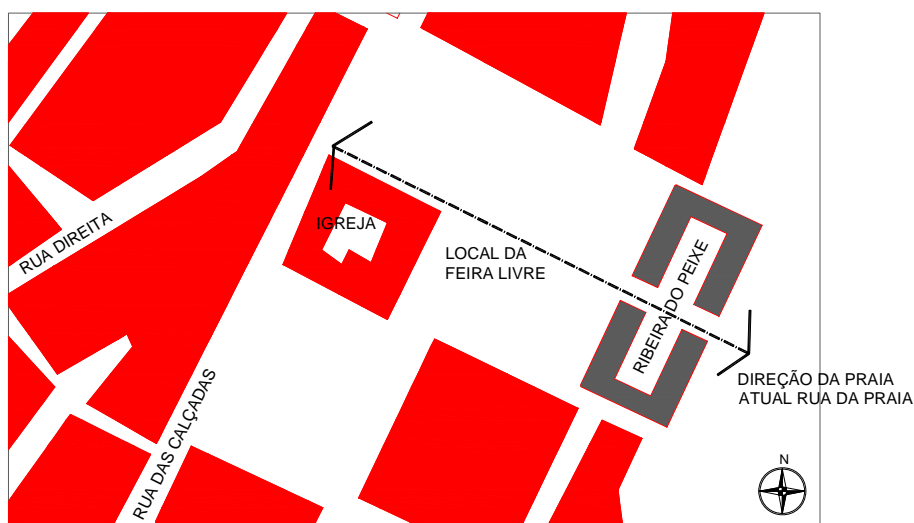 IGREJA
RUA DIREITA
LOCAL DA
FEIRA LIVRE
RIBEIRA DO PEIXE
DIREÇÃO DA PRAIA
ATUAL RUA DA PRAIA
RUA DAS CALÇADAS
N